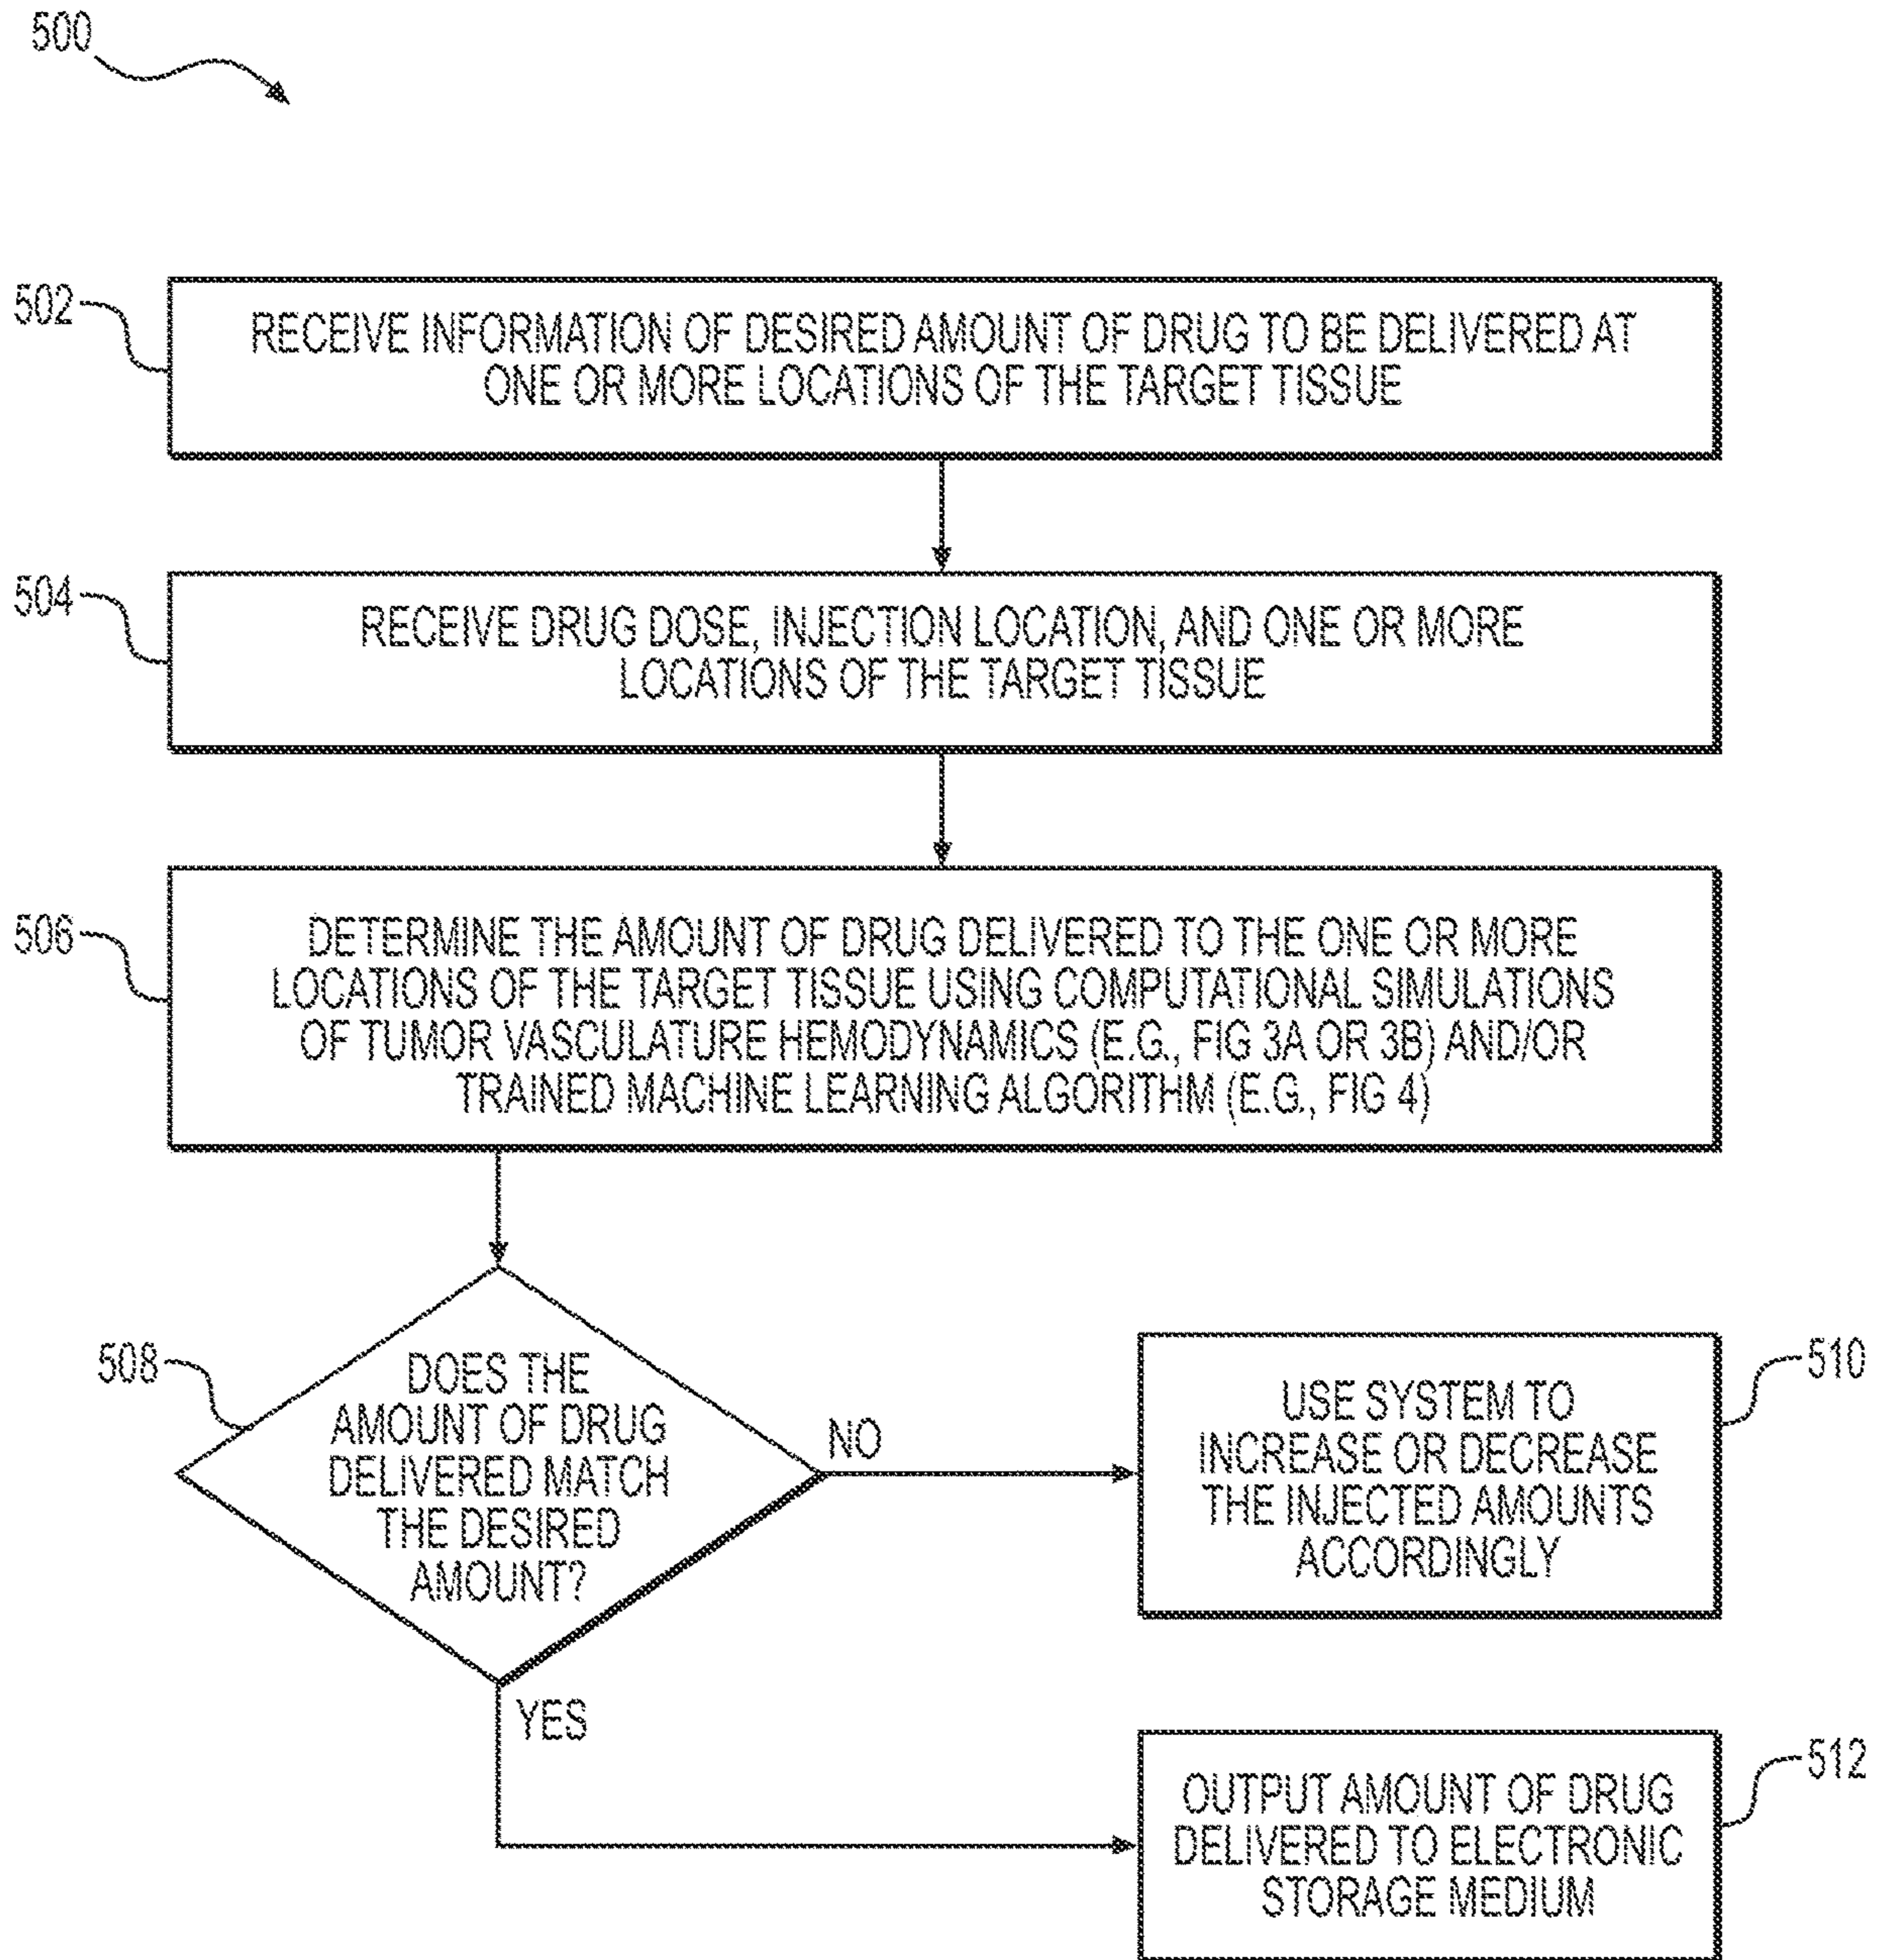 500
502
RECEIVE INFORMATION OF DESIRED AMOUNT OF DRUG TO BE DELIVERED AT
ONE OR MORE LOCATIONS OF THE TARGET TISSUE
504
RECEIVE DRUG DOSE, INJECTION LOCATION, AND ONE OR MORE
LOCATIONS OF THE TARGET TISSUE
506
DETERMINE THE AMOUNT OF DRUG DELIVERED TO THE ONE OR MORE
LOCATIONS OF THE TARGET TISSUE USING COMPUTATIONAL SIMULATIONS
OF TUMOR VASCULATURE HEMODYNAMICS (E.G., FIG 3A OR 3B) AND/OR
TRAINED MACHINE LEARNING ALGORITHM (E.G., FIG 4)
508
DOES THE
AMOUNT OF DRUG
DELIVERED MATCH
THE DESIRED
AMOUNT?
NO
510
USE SYSTEM TO
INCREASE OR DECREASE
THE INJECTED AMOUNTS
ACCORDINGLY
YES
512
OUTPUT AMOUNT OF DRUG
DELIVERED TO ELECTRONIC
STORAGE MEDIUM